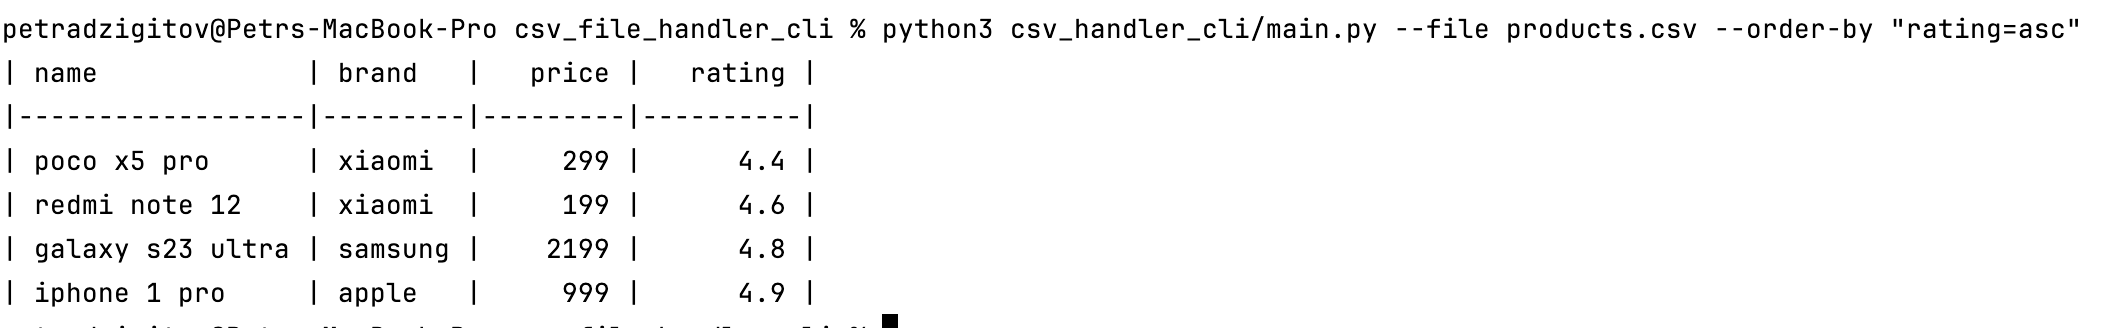 petradzigitov@Petrs-MacBook-Pro csv_file_handler_cli % python3 csv_handler_cli/main.py --file products.csv --order-by "rating=asc"
| name             | brand   |   price |   rating |
|------------------|---------|---------|----------|
| poco x5 pro      | xiaomi  |     299 |      4.4 |
| redmi note 12    | xiaomi  |     199 |      4.6 |
| galaxy s23 ultra | samsung |    2199 |      4.8 |
| iphone 1 pro     | apple   |     999 |      4.9 |